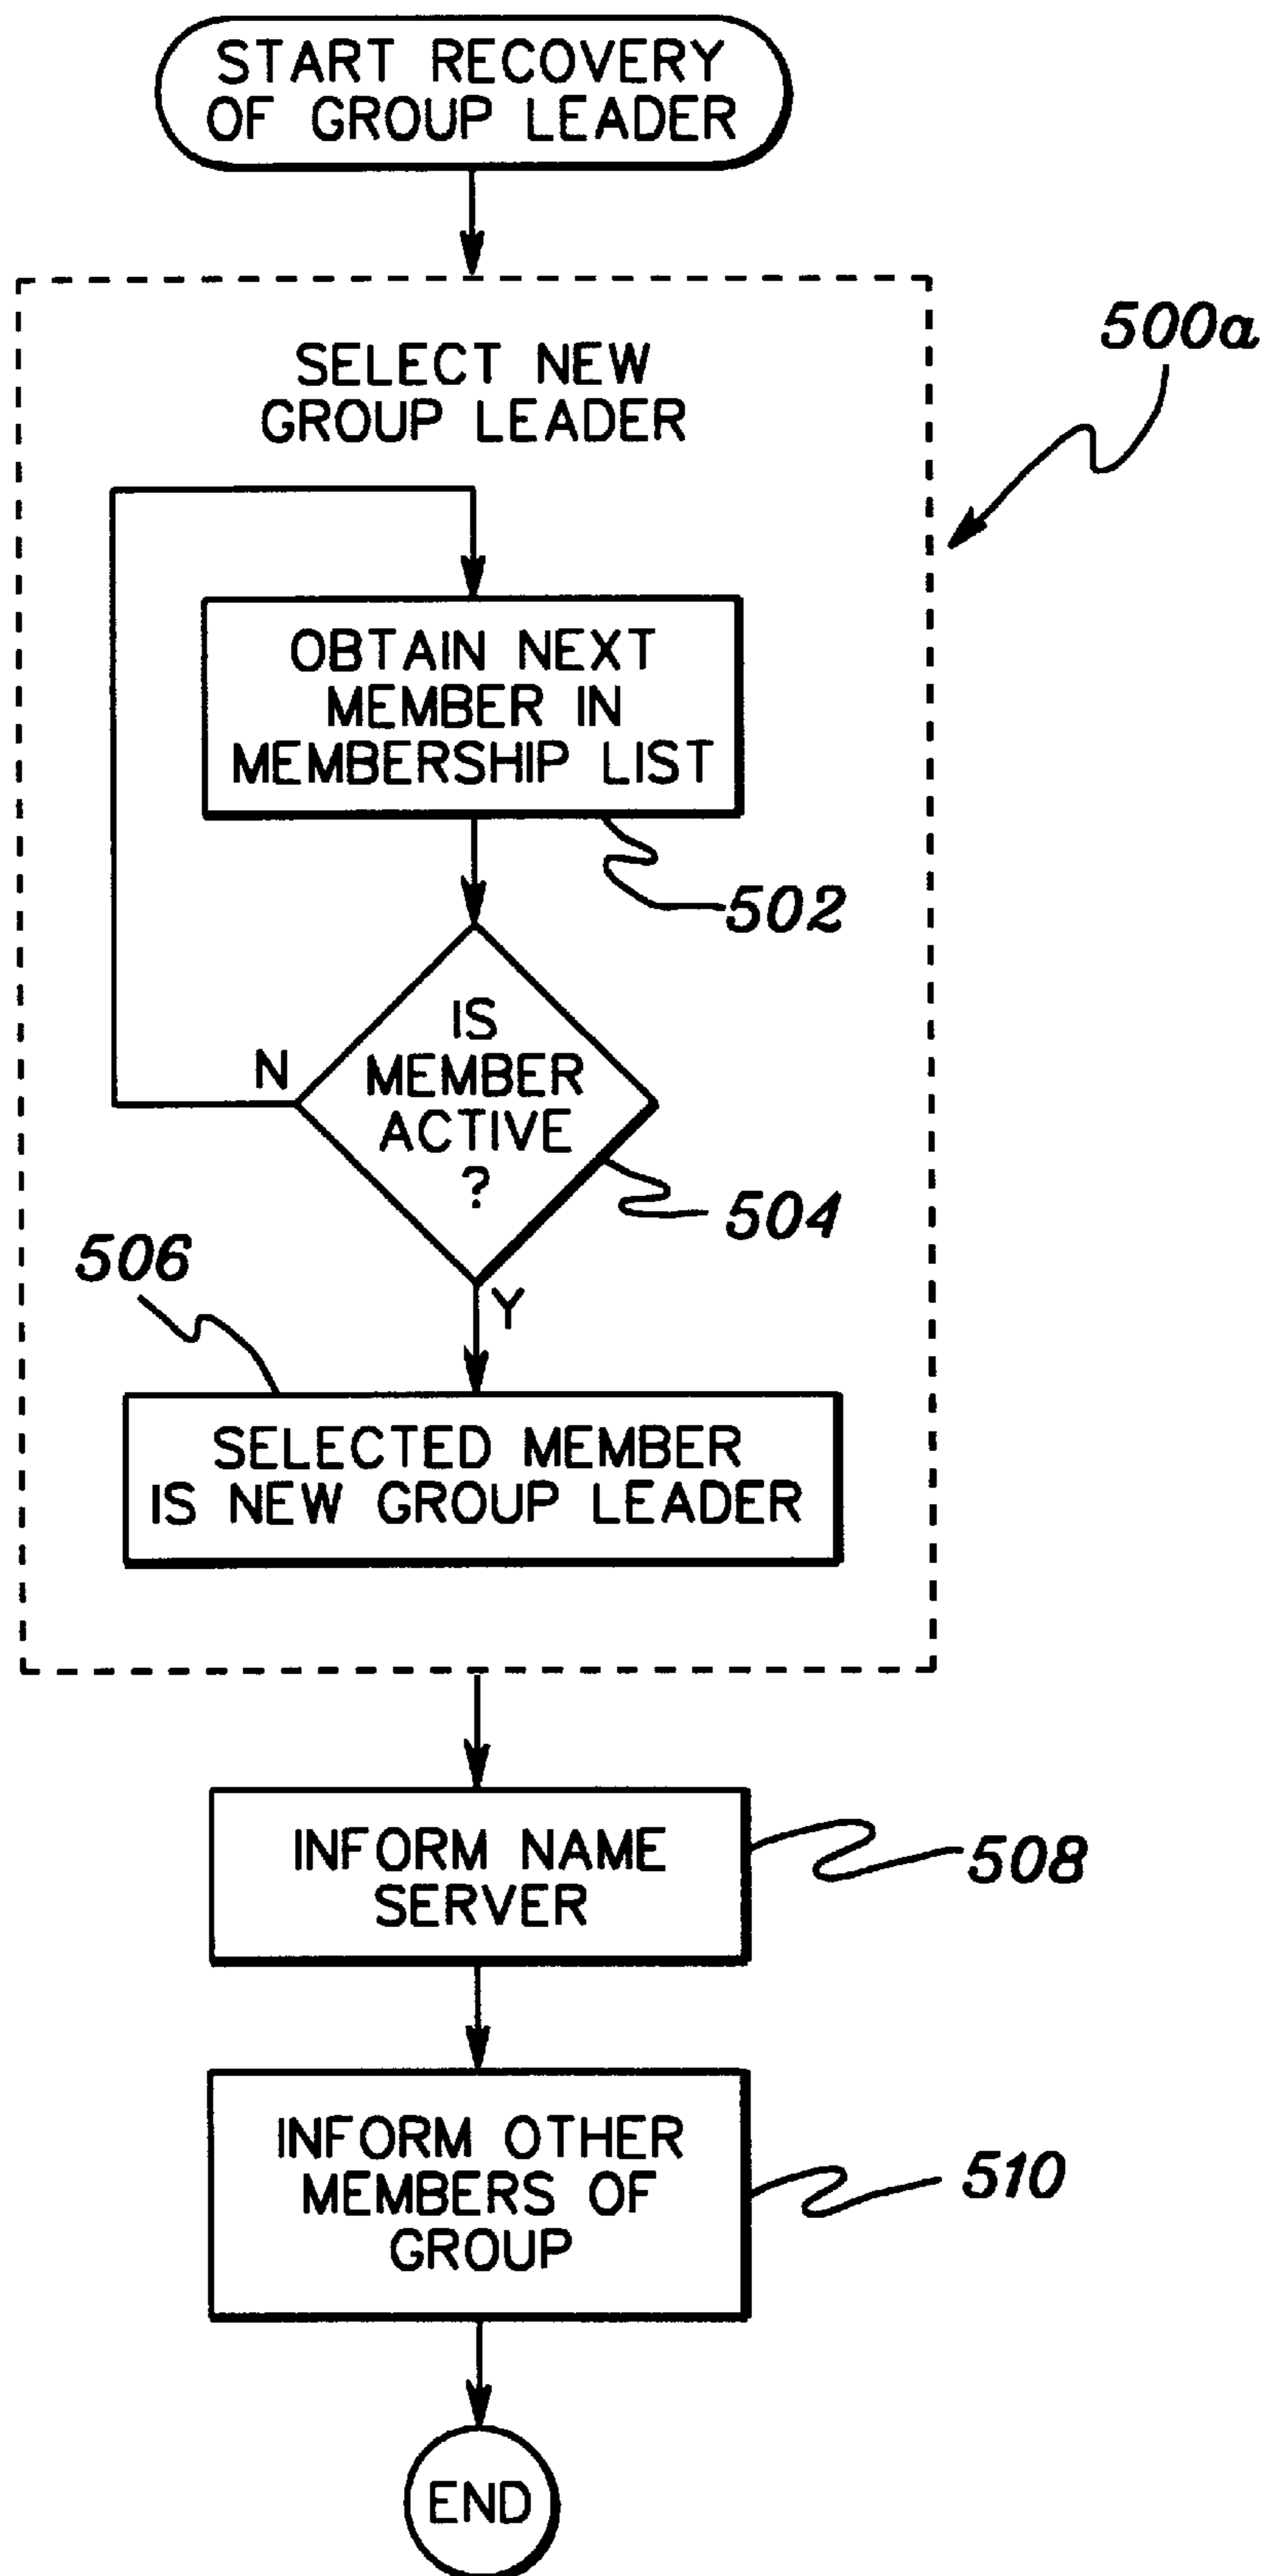 START RECOVERY
OF GROUP LEADER
500a
SELECT NEW
GROUP LEADER
OBTAIN NEXT
MEMBER IN
MEMBERSHIP LIST
502
IS
MEMBER
ACTIVE
?
N
504
Y
506
SELECTED MEMBER
IS NEW GROUP LEADER
INFORM NAME
SERVER
508
INFORM OTHER
MEMBERS OF
GROUP
510
END